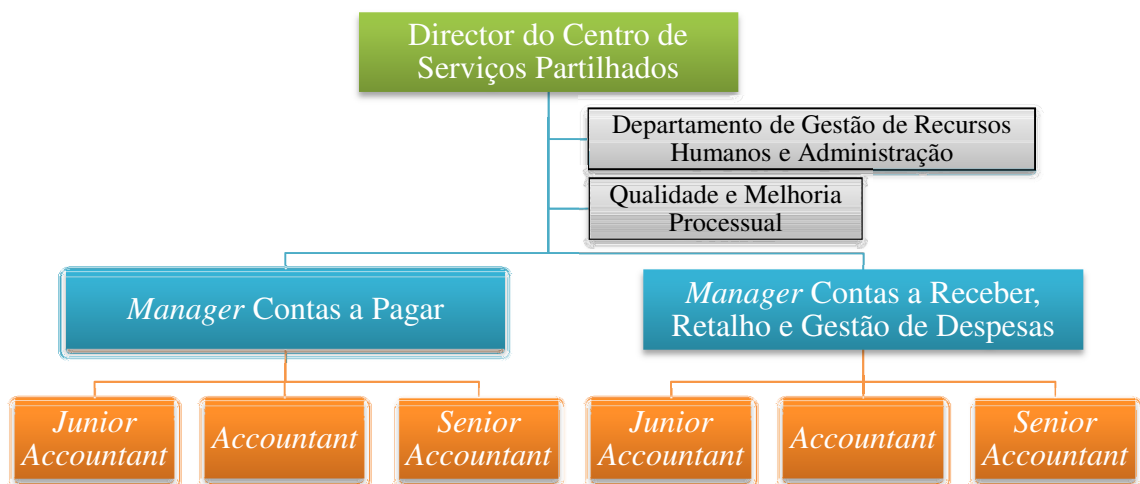 Director do Centro de
Serviços Partilhados
Departamento de Gestão de Recursos
Humanos e Administração
Qualidade e Melhoria
Processual
Manager Contas a Pagar
Manager Contas a Receber,
Retalho e Gestão de Despesas
Junior
Accountant
Accountant
Senior
Accountant
Junior
Accountant
Accountant
Senior
Accountant